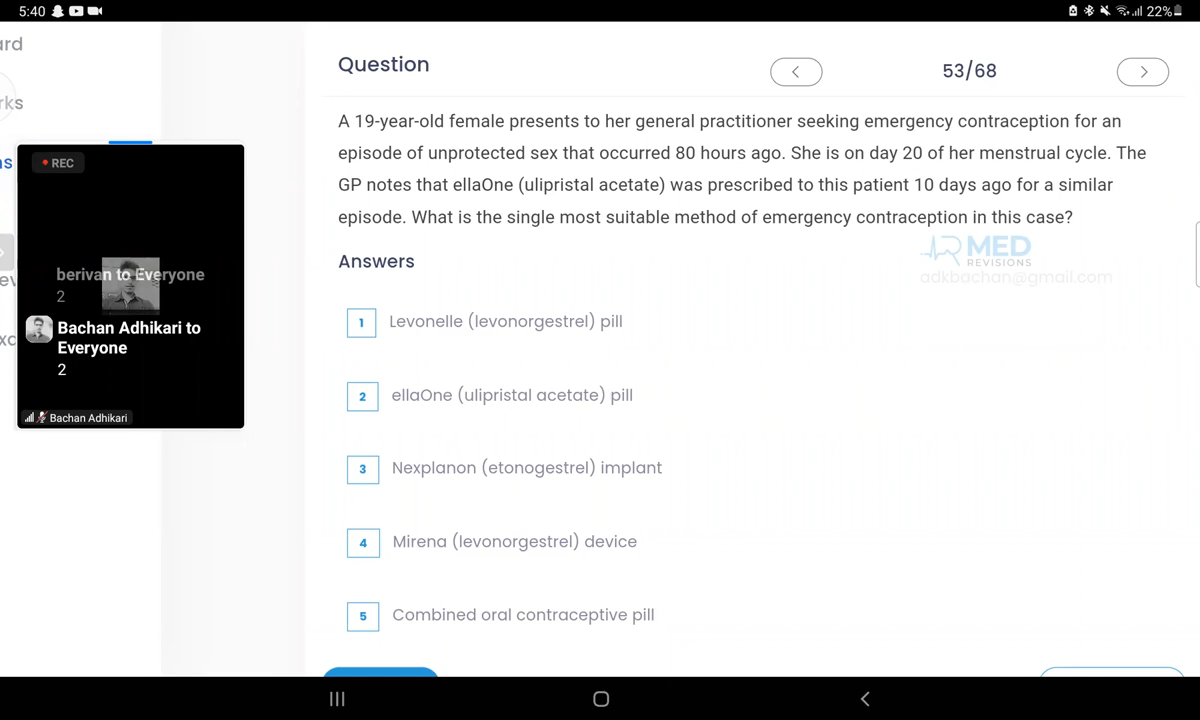 5:40
22%
ard
rks
ns
REC
berivan to Everyone
2
Bachan Adhikari to
Everyone
2
Bachan Adhikari
Question
53/68
A 19-year-old female presents to her general practitioner seeking emergency contraception for an
episode of unprotected sex that occurred 80 hours ago. She is on day 20 of her menstrual cycle. The
GP notes that ellaOne (ulipristal acetate) was prescribed to this patient 10 days ago for a similar
episode. What is the single most suitable method of emergency contraception in this case?
MED
REVISIONS
adkbachan@gmail.com
Answers
1 Levonelle (levonorgestrel) pill
2 ellaOne (ulipristal acetate) pill
3 Nexplanon (etonogestrel) implant
4 Mirena (levonorgestrel) device
5 Combined oral contraceptive pill